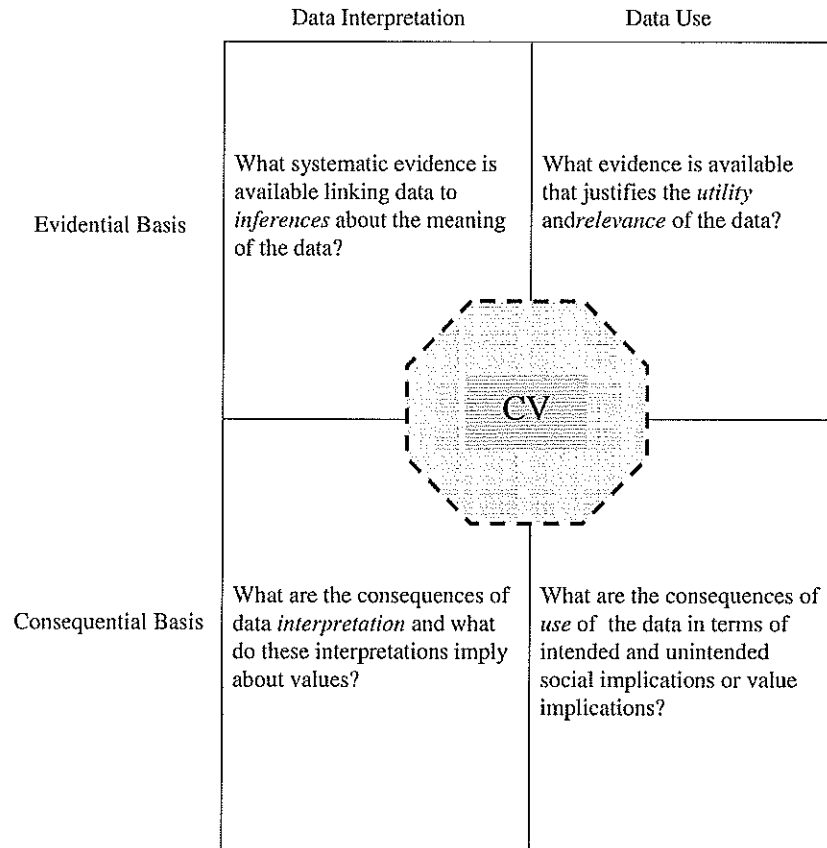 Data Interpretation
Data Use
Evidential Basis
What systematic evidence is
available linking data to
inferences about the meaning
of the data?
What evidence is available
that justifies the utility
andrelevance of the data?
CV
Consequential Basis
What are the consequences of
data interpretation and what
do these interpretations imply
about values?
What are the consequences of
use of the data in terms of
intended and unintended
social implications or value
implications?